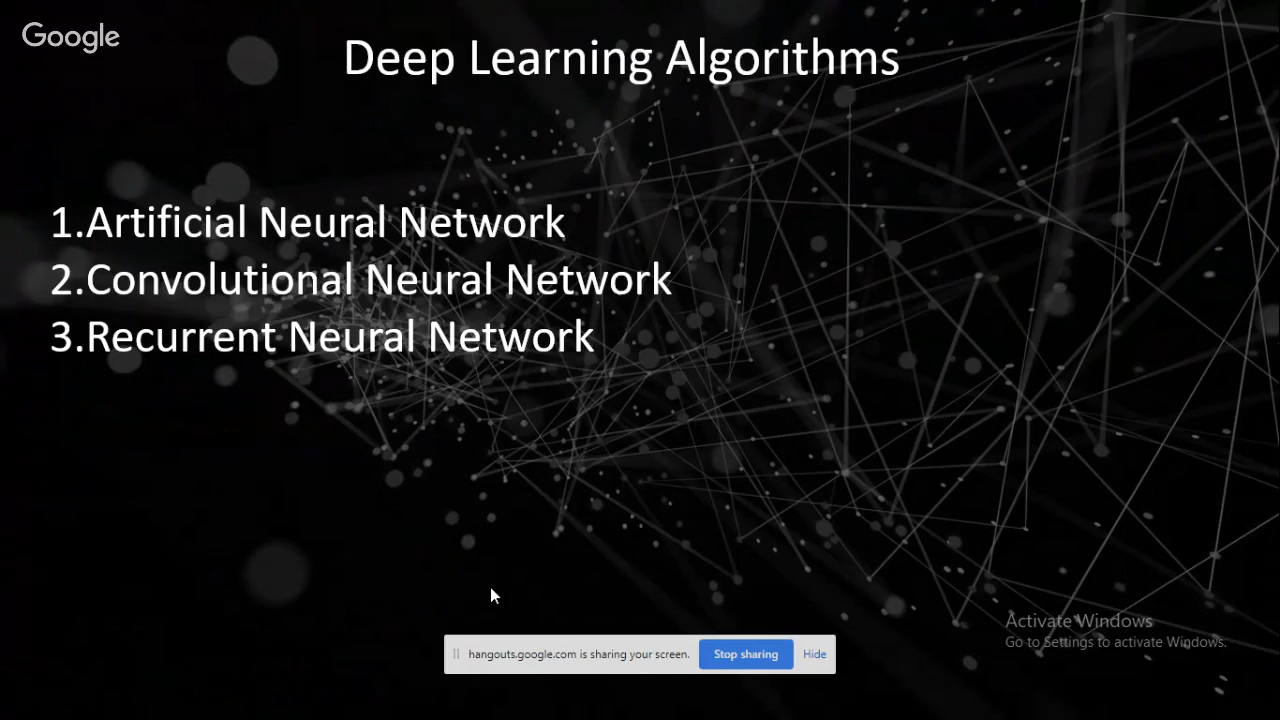 Google
Deep Learning Algorithms
1.Artificial Neural Network
2.Convolutional Neural Network
3.Recurrent Neural Network
Activate Windows
Go to Settings to activate Windows.
hangouts.google.com is sharing your screen. Stop sharing Hide